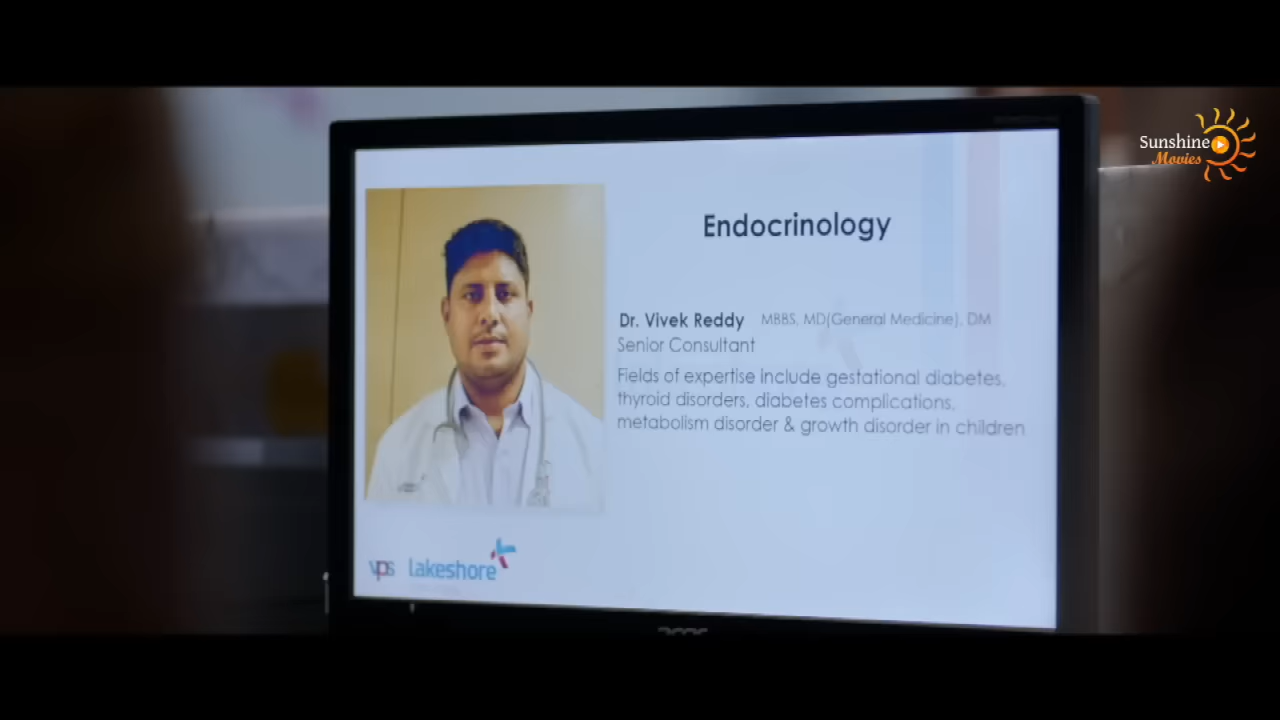 Sunshine
Movies
Endocrinology
Dr. Vivek Reddy MBBS, MD(General Medicine), DM
Senior Consultant
Fields of expertise include gestational diabetes,
thyroid disorders, diabetes complications,
metabolism disorder & growth disorder in children
vps lakeshore